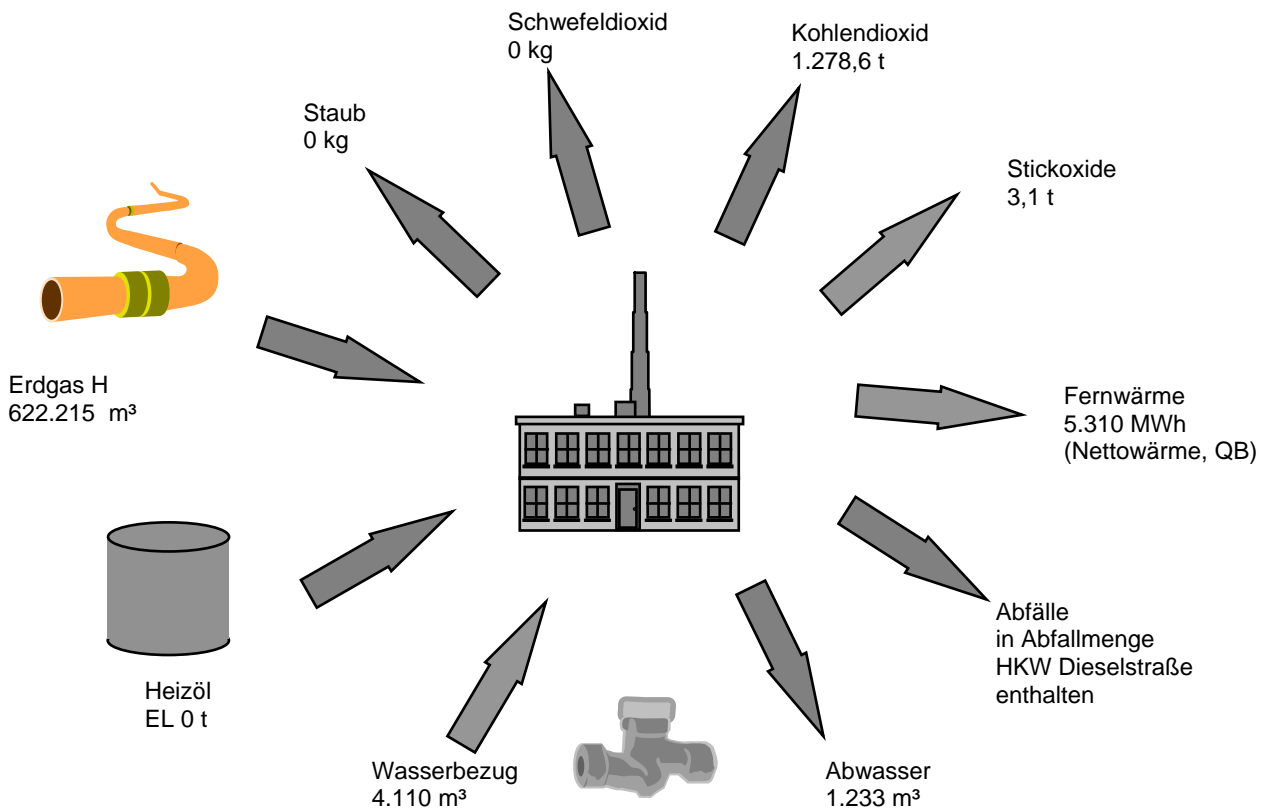 Schwefeldioxid
0 kg
Kohlendioxid
1.278,6 t
Staub
0 kg
Stickoxide
3,1 t
Erdgas H
622.215 m³
Fernwärme
5.310 MWh
(Nettowärme, QB)
Heizöl
EL 0 t
Abfälle
in Abfallmenge
HKW Dieselstraße
enthalten
Wasserbezug
4.110 m³
Abwasser
1.233 m³